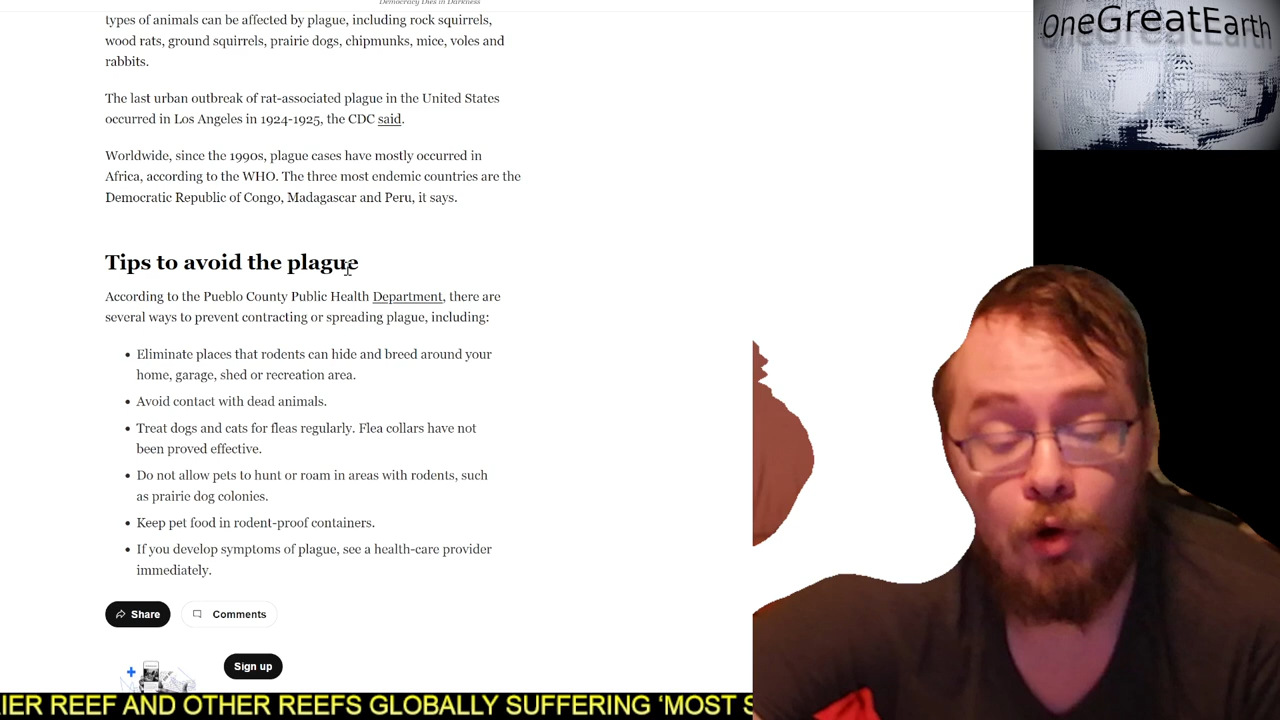 Democracy Dies in Darkness
OneGreatEarth
types of animals can be affected by plague, including rock squirrels,
wood rats, ground squirrels, prairie dogs, chipmunks, mice, voles and
rabbits.
The last urban outbreak of rat-associated plague in the United States
occurred in Los Angeles in 1924-1925, the CDC said.
Worldwide, since the 1990s, plague cases have mostly occurred in
Africa, according to the WHO. The three most endemic countries are the
Democratic Republic of Congo, Madagascar and Peru, it says.
Tips to avoid the plague
According to the Pueblo County Public Health Department, there are
several ways to prevent contracting or spreading plague, including:
• Eliminate places that rodents can hide and breed around your
home, garage, shed or recreation area.
• Avoid contact with dead animals.
• Treat dogs and cats for fleas regularly. Flea collars have not
been proved effective.
• Do not allow pets to hunt or roam in areas with rodents, such
as prairie dog colonies.
• Keep pet food in rodent-proof containers.
• If you develop symptoms of plague, see a health-care provider
immediately.
Share
Comments
Sign up
IER REEF AND OTHER REEFS GLOBALLY SUFFERING ‘MOST S